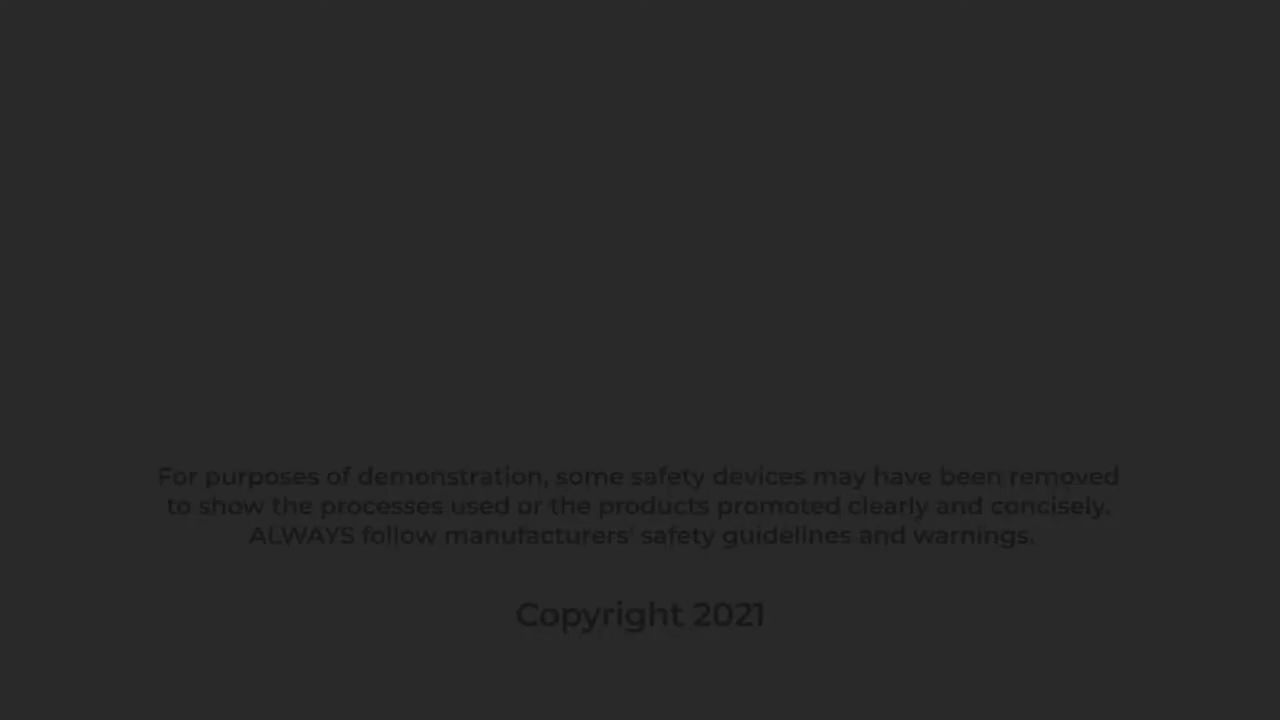 For purposes of demonstration, some safety devices may have been removed
to show the processes used or the products promoted clearly and concisely.
ALWAYS follow manufacturers' safety guidelines and warnings.
Copyright 2021